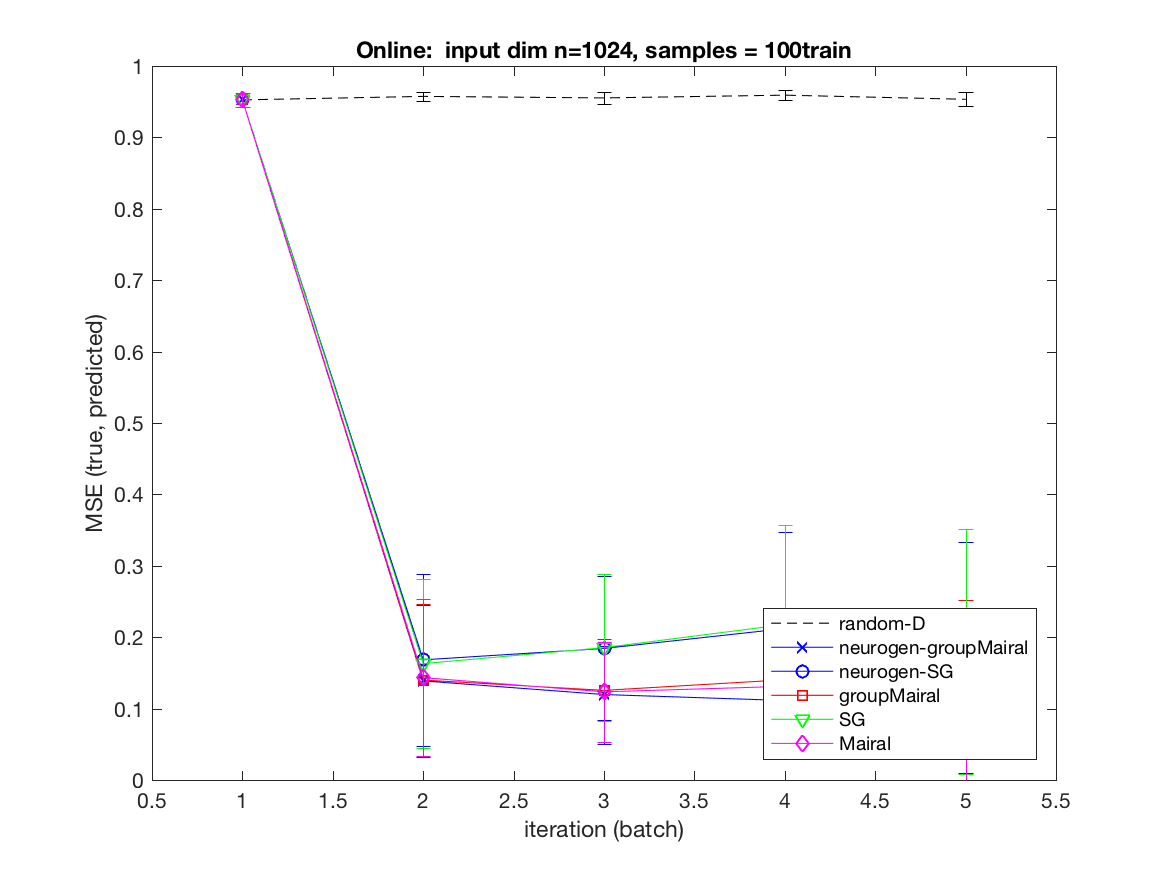 Online:  input dim n=1024, samples = 100train
MSE (true, predicted)
1
0.9
0.8
0.7
0.6
0.5
0.4
0.3
0.2
0.1
0
random-D
neurogen-groupMairal
neurogen-SG
groupMairal
SG
Mairal
0.5 1 1.5 2 2.5 3 3.5 4 4.5 5 5.5
iteration (batch)